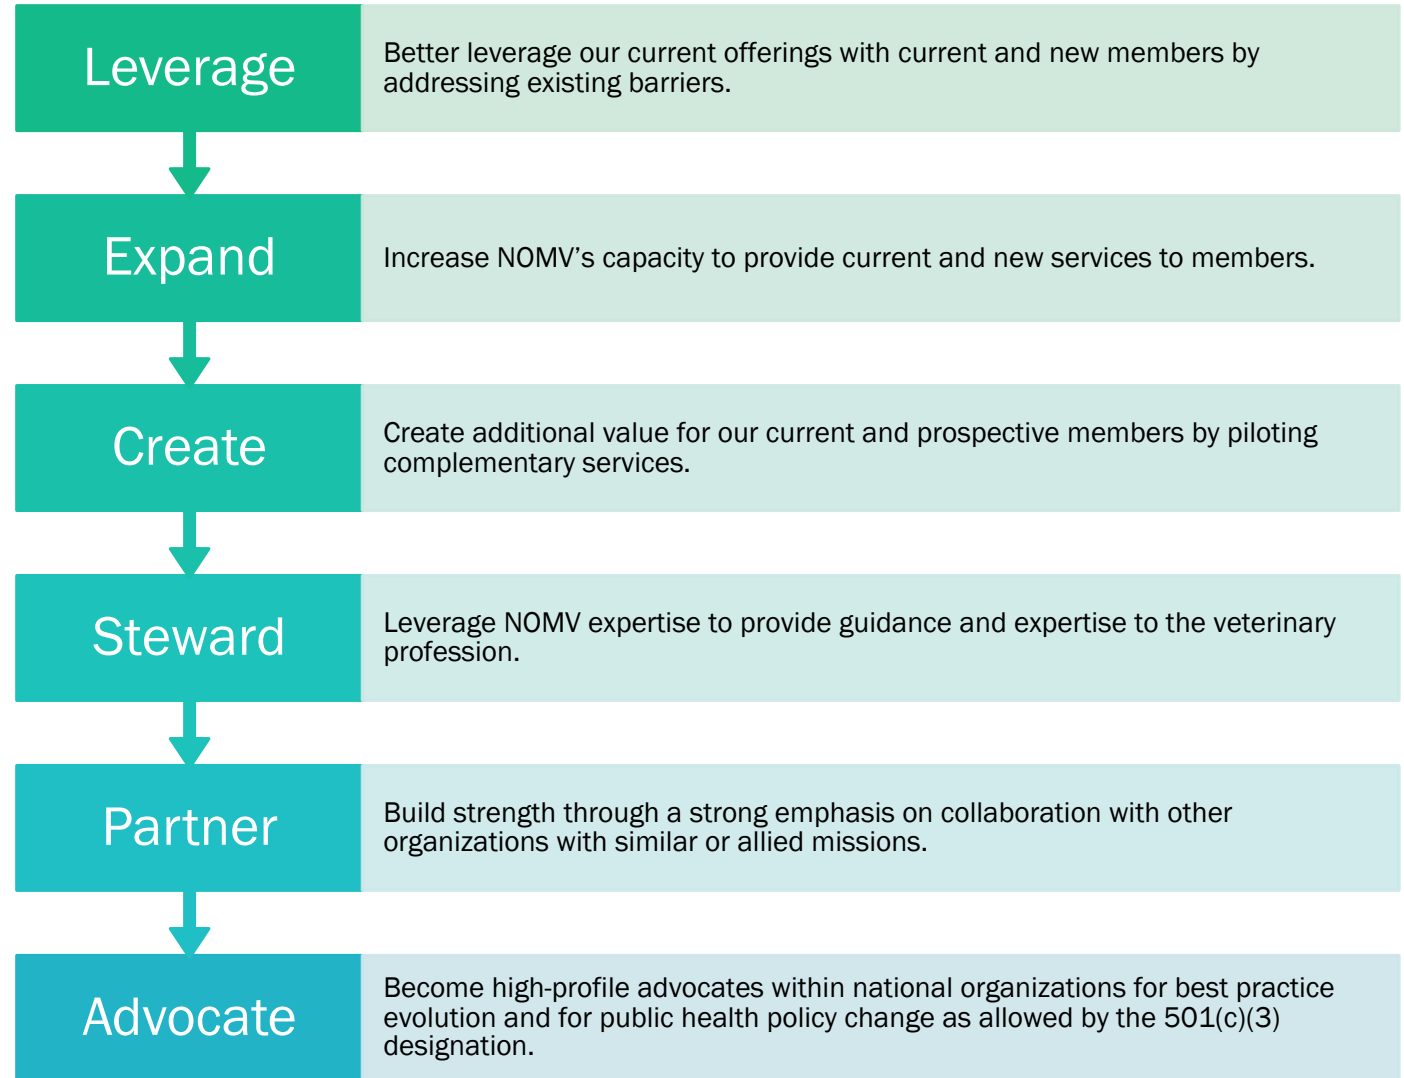 Leverage
Better leverage our current offerings with current and new members by
addressing existing barriers.
Expand
Increase NOMV’s capacity to provide current and new services to members.
Create
Create additional value for our current and prospective members by piloting
complementary services.
Steward
Leverage NOMV expertise to provide guidance and expertise to the veterinary
profession.
Partner
Build strength through a strong emphasis on collaboration with other
organizations with similar or allied missions.
Advocate
Become high-profile advocates within national organizations for best practice
evolution and for public health policy change as allowed by the 501(c)(3)
designation.